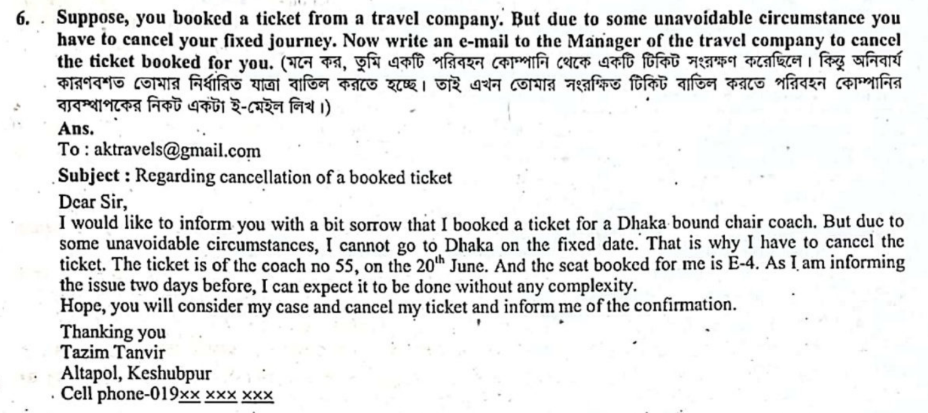 6. . Suppose, you booked a ticket from a travel company. But due to some unavoidable circumstance you
have to cancel your fixed journey. Now write an e-mail to the Manager of the travel company to cancel
the ticket booked for you. (মনে কর, তুমি একটি পরিবহন কোম্পানি থেকে একটি টিকিট সংরক্ষণ করেছিলে। কিন্তু অনিবার্য
কারণবশত তোমার নির্ধারিত যাত্রা বাতিল করতে হচ্ছে। তাই এখন তোমার সংরক্ষিত টিকিট বাতিল করতে পরিবহন কোম্পানির
ব্যবস্থাপকের নিকট একটা ই-মেইল লিখ।)
Ans.
To : aktravels@gmail.com
Subject : Regarding cancellation of a booked ticket
Dear Sir,
I would like to inform you with a bit sorrow that I booked a ticket for a Dhaka bound chair coach. But due to
some unavoidable circumstances, I cannot go to Dhaka on the fixed date. That is why I have to cancel the
ticket. The ticket is of the coach no 55, on the 20th June. And the seat booked for me is E-4. As I am informing
the issue two days before, I can expect it to be done without any complexity.
Hope, you will consider my case and cancel my ticket and inform me of the confirmation.
Thanking you
Tazim Tanvir
Altapol, Keshubpur
Cell phone-019xx xxx xxx